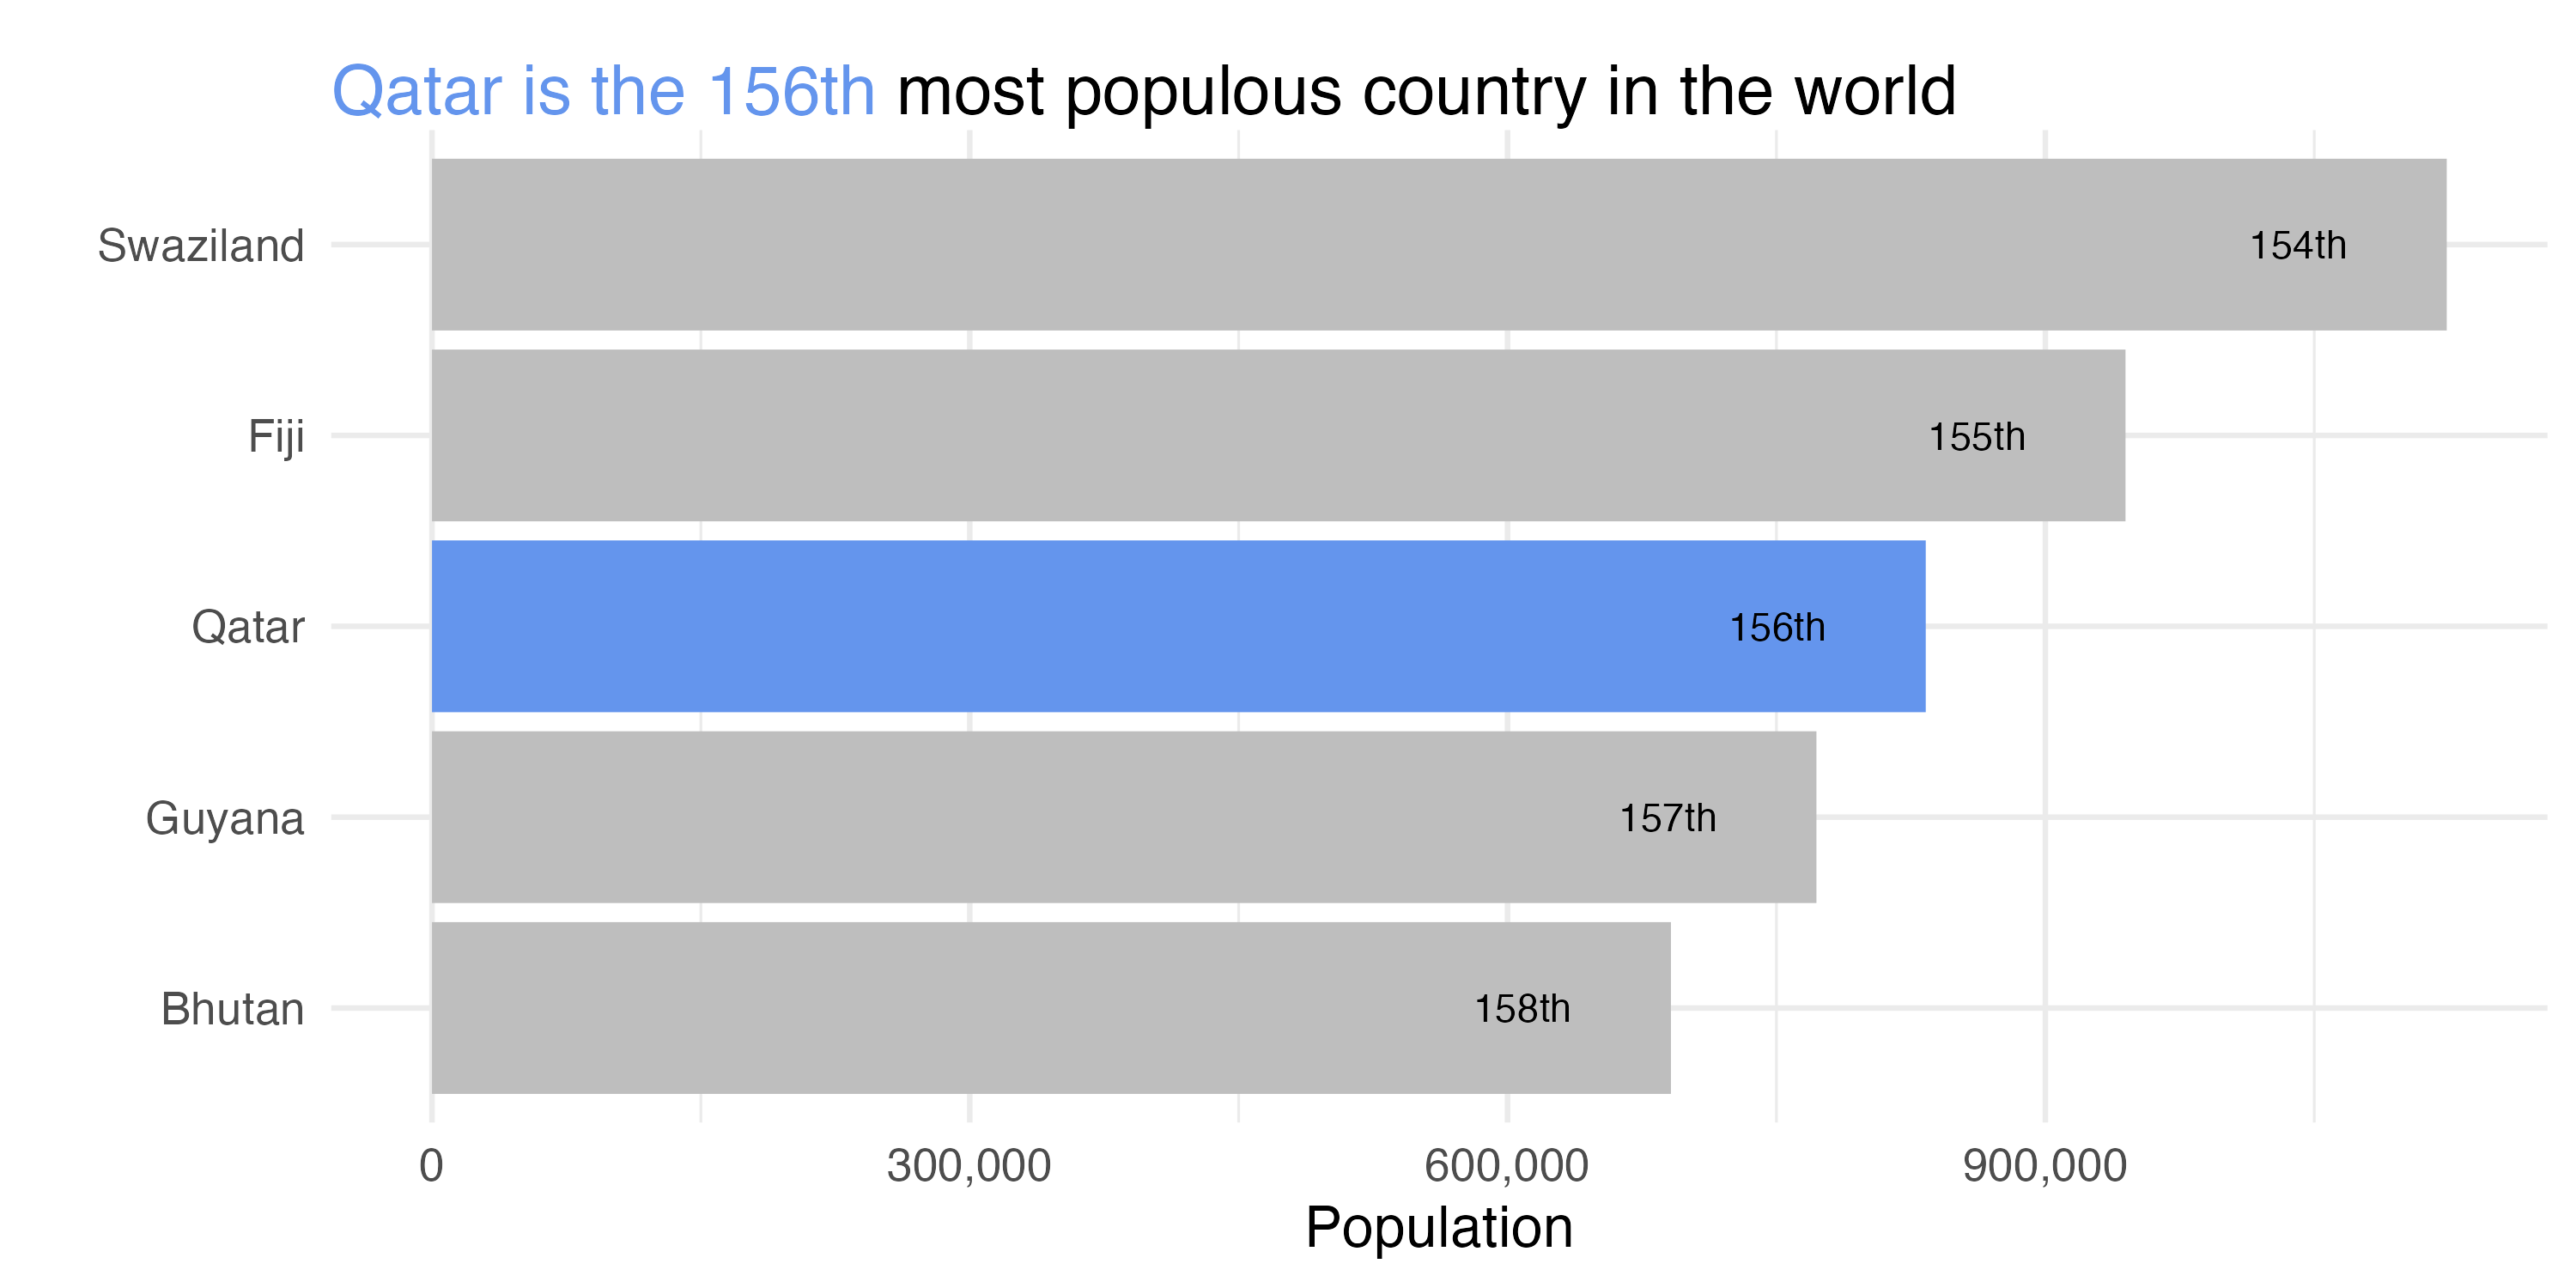 Qatar is the 156th most populous country in the world
Swaziland
154th
Fiji
155th
Qatar
156th
Guyana
157th
Bhutan
158th
0 300,000 600,000 900,000
Population